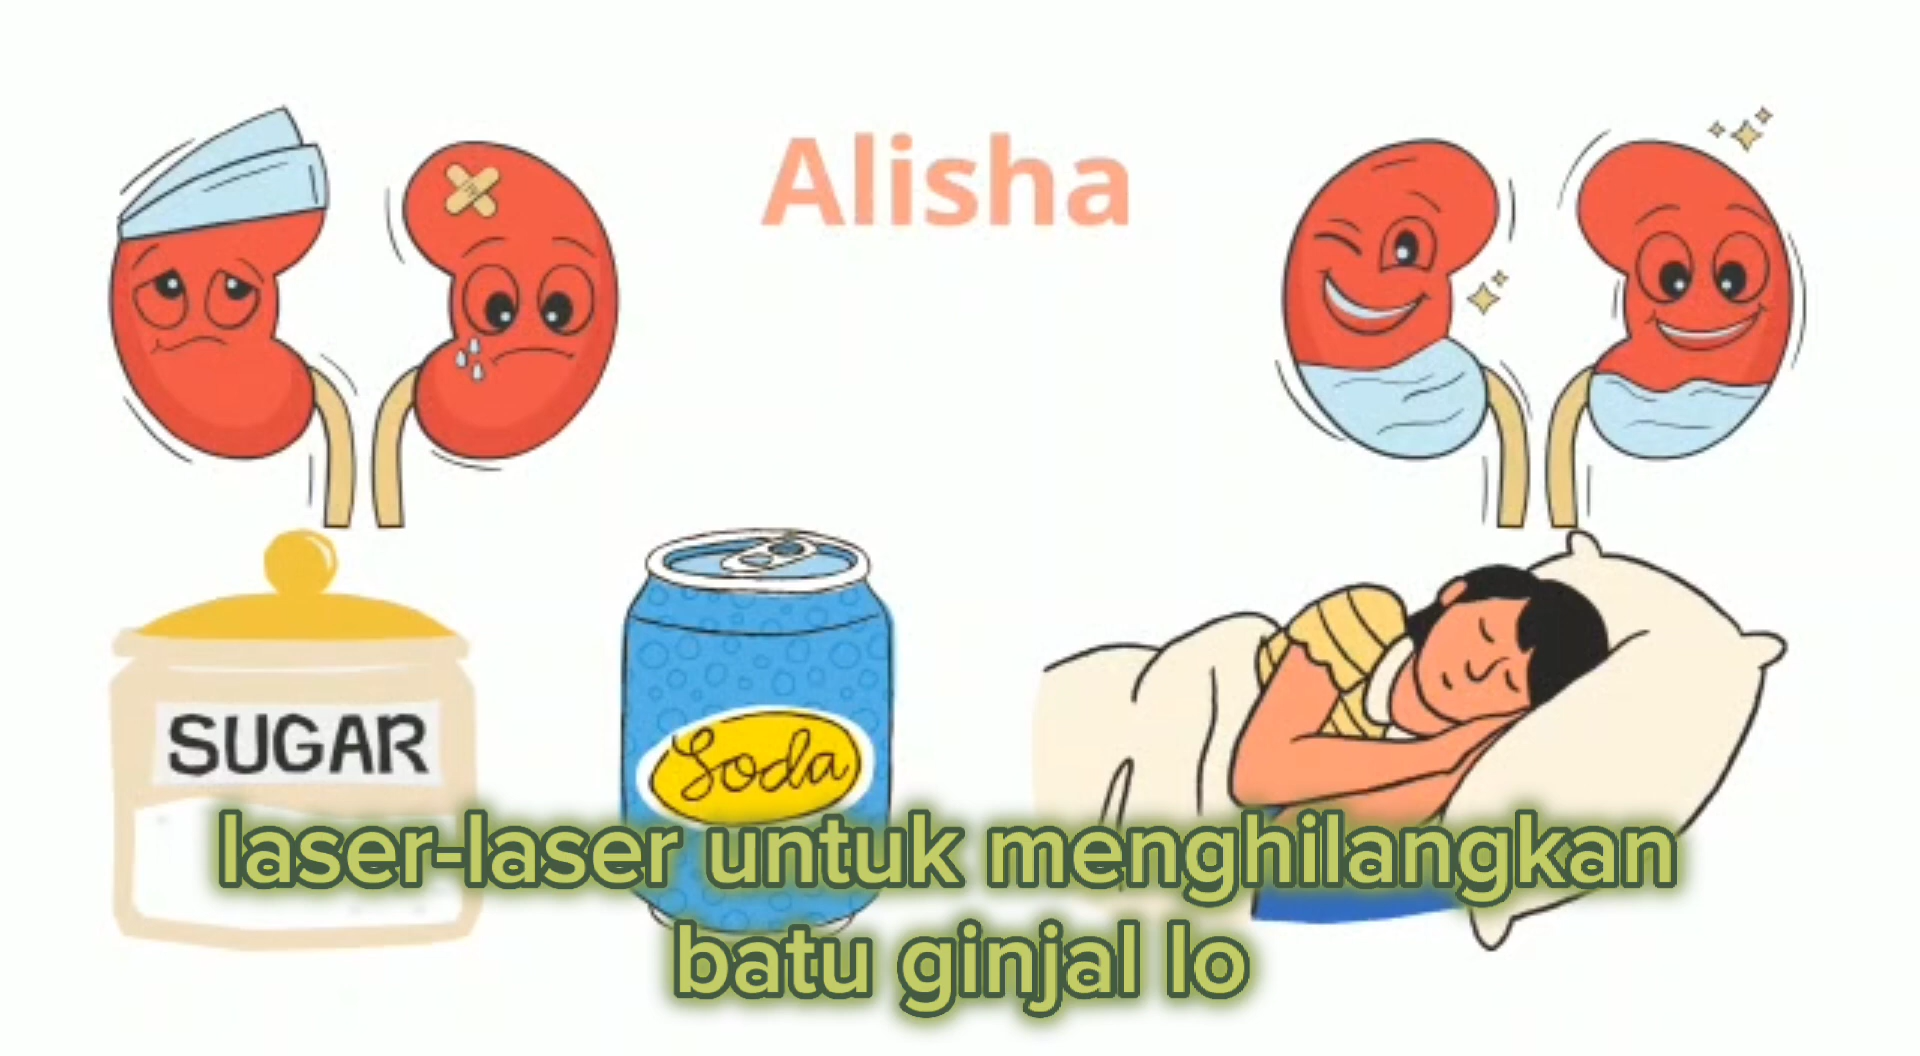 Alisha
SUGAR
Soda
laser-laser untuk menghilangkan
batu ginjal lo